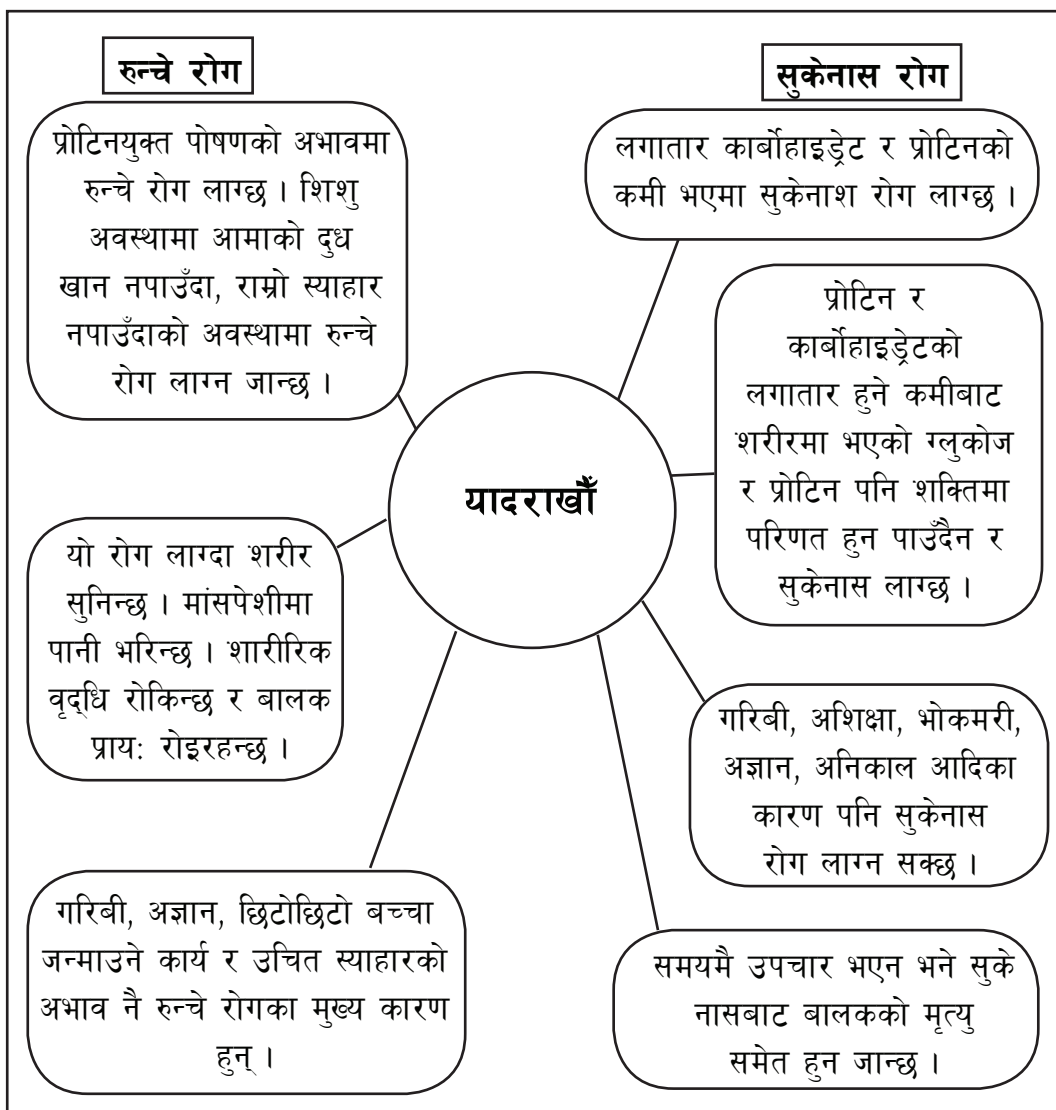 रुन्चे रोग
प्रोटिनयुक्त पोषणको अभावमा
रुन्चे रोग लाग्छ । शिशु
अवस्थामा आमाको दुध
खान नपाउँदा, राम्रो स्याहार
नपाउँदाको अवस्थामा रुन्चे
रोग लाग्न जान्छ ।
यो रोग लाग्दा शरीर
सुनिन्छ । मांसपेशीमा
पानी भरिन्छ । शारीरिक
वृद्धि रोकिन्छ र बालक
प्राय: रोइरहन्छ ।
गरिबी, अज्ञान, छिटोछिटो बच्चा
जन्माउने कार्य र उचित स्याहारको
अभाव नै रुन्चे रोगका मुख्य कारण
हुन् ।
यादराखौँ
सुकेनास रोग
लगातार कार्बोहाइड्रेट र प्रोटिनको
कमी भएमा सुकेनाश रोग लाग्छ ।
प्रोटिन र
कार्बोहाइड्रेटको
लगातार हुने कमीबाट
शरीरमा भएको ग्लुकोज
र प्रोटिन पनि शक्तिमा
परिणत हुन पाउँदैन र
सुकेनास लाग्छ ।
गरिबी, अशिक्षा, भोकमरी,
अज्ञान, अनिकाल आदिका
कारण पनि सुकेनास
रोग लाग्न सक्छ ।
समयमै उपचार भएन भने सुके
नासबाट बालकको मृत्यु
समेत हुन जान्छ ।